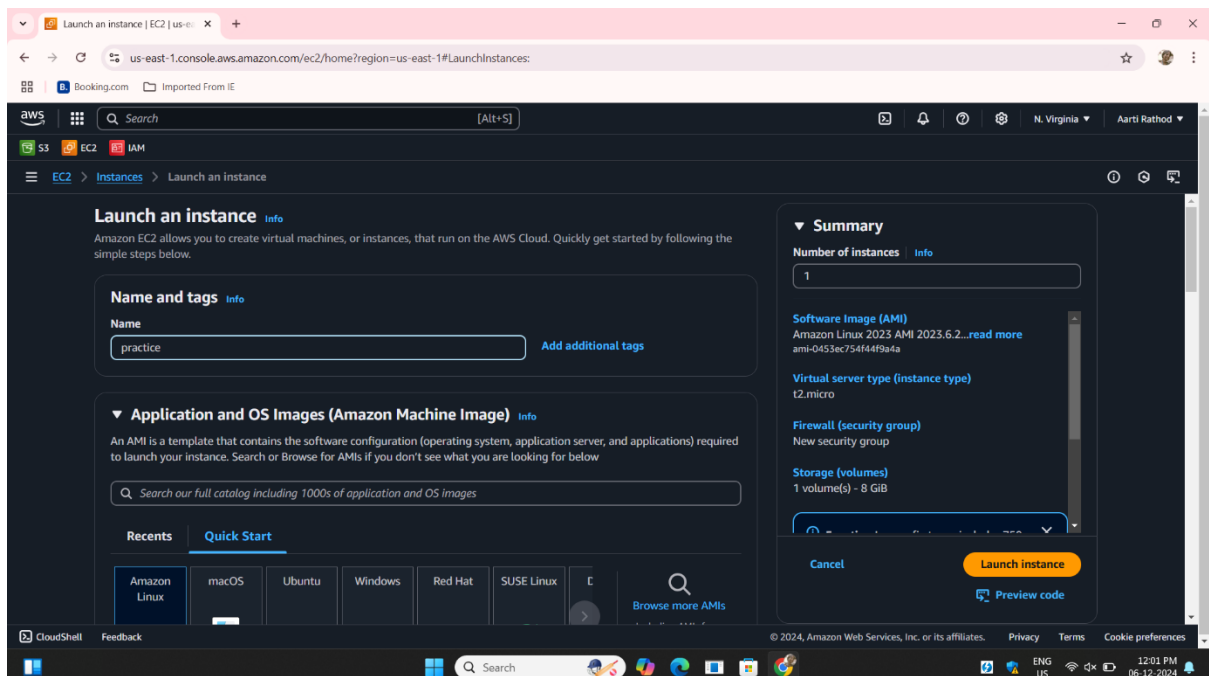 Launch an instance | EC2 | us-ea
us-east-1.console.aws.amazon.com/ec2/home?region=us-east-1#LaunchInstances:
B. Booking.com Imported From IE
aws Search [Alt+S] N. Virginia Aarti Rathod
S3 EC2 IAM
EC2 > Instances > Launch an instance
Launch an instance Info
Amazon EC2 allows you to create virtual machines, or instances, that run on the AWS Cloud. Quickly get started by following the
simple steps below.
Name and tags Info
Name
practice
Add additional tags
Application and OS Images (Amazon Machine Image) Info
An AMI is a template that contains the software configuration (operating system, application server, and applications) required
to launch your instance. Search or Browse for AMIs if you don't see what you are looking for below
Search our full catalog including 1000s of application and OS images
Recents Quick Start
Amazon
Linux
macOS
Ubuntu
Windows
Red Hat
SUSE Linux
Browse more AMIs
Summary
Number of instances Info
1
Software Image (AMI)
Amazon Linux 2023 AMI 2023.6.2...read more
ami-0453ec754f44f9a4a
Virtual server type (instance type)
t2.micro
Firewall (security group)
New security group
Storage (volumes)
1 volume(s) - 8 GiB
Cancel Launch instance
Preview code
CloudShell Feedback © 2024, Amazon Web Services, Inc. or its affiliates. Privacy Terms Cookie preferences
Search
ENG
US
12:01 PM
06-12-2024